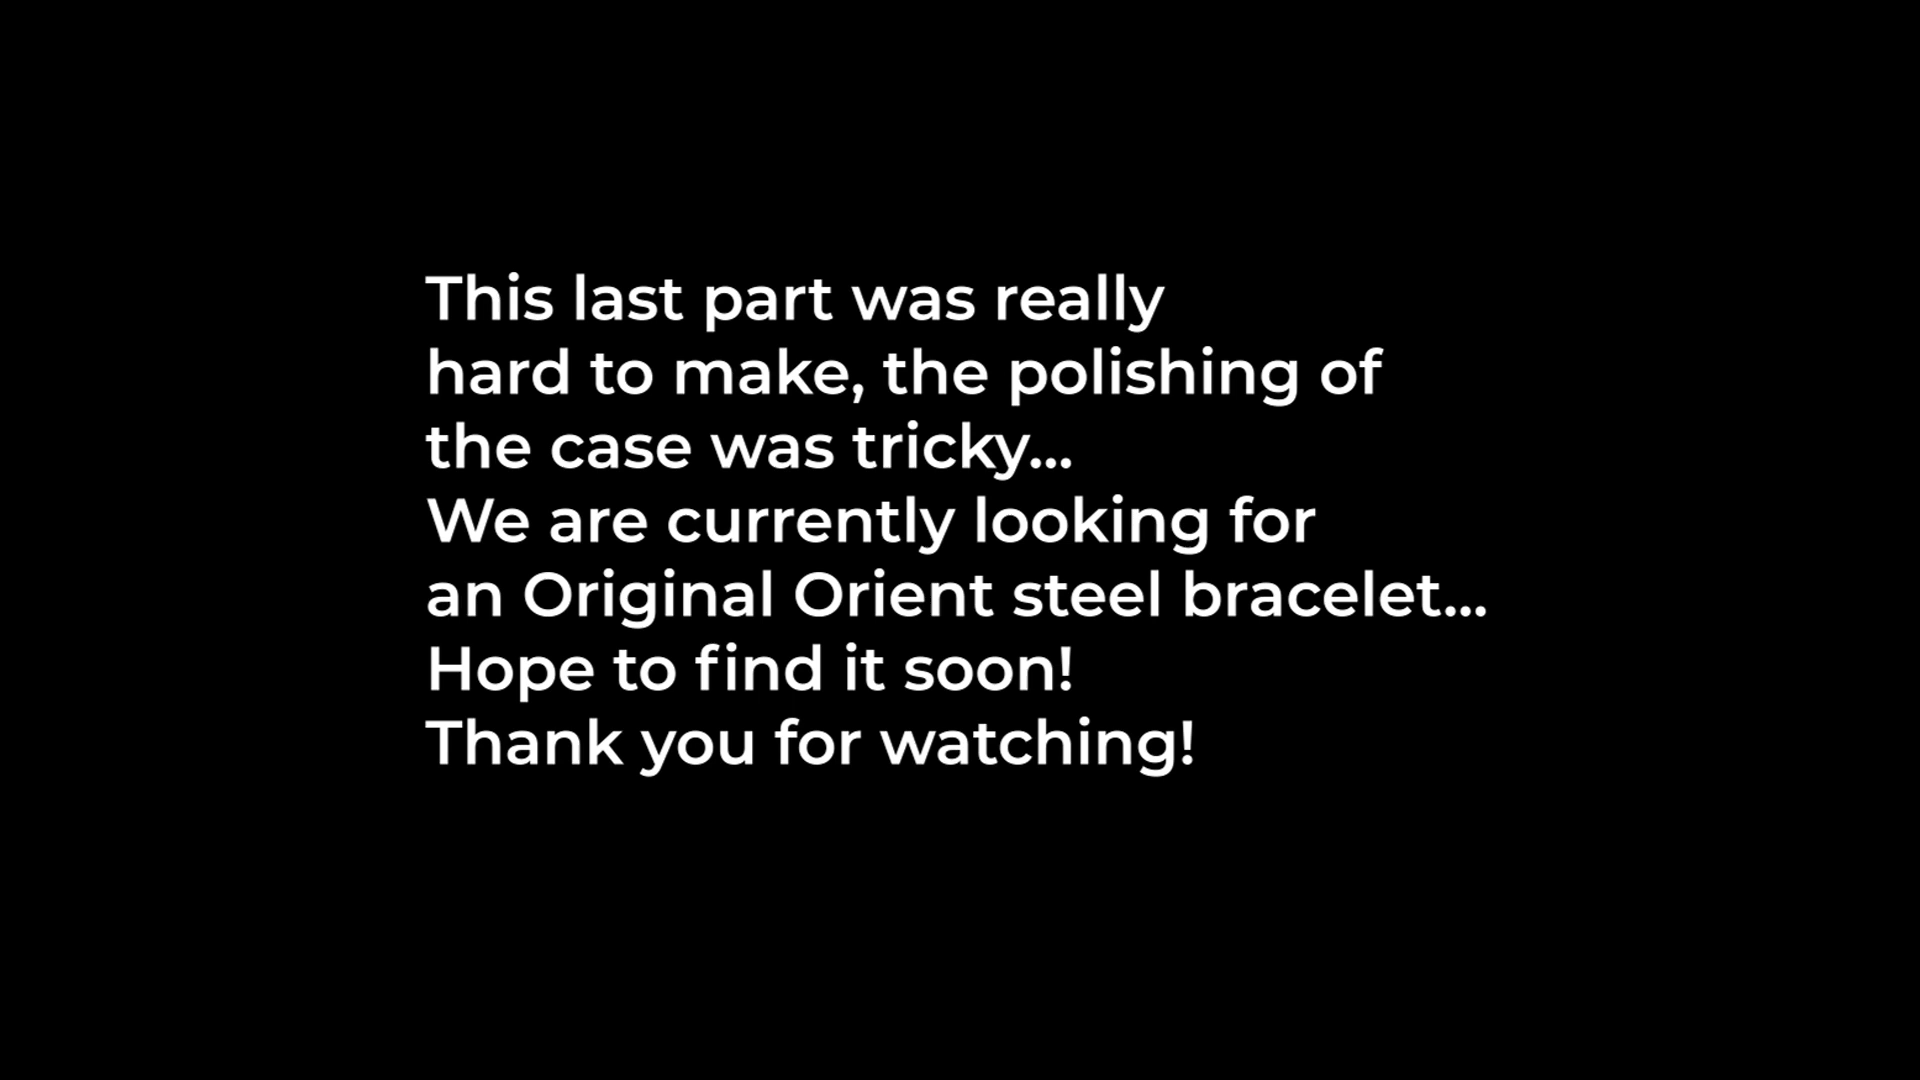 This last part was really
hard to make, the polishing of
the case was tricky...
We are currently looking for
an Original Orient steel bracelet...
Hope to find it soon!
Thank you for watching!